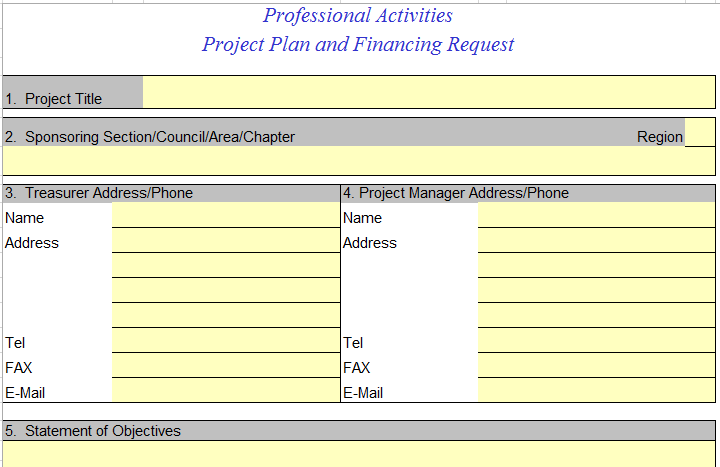 Professional Activities
Project Plan and Financing Request
1. Project Title
2. Sponsoring Section/Council/Area/Chapter Region
3. Treasurer Address/Phone
Name
Address
Tel
FAX
E-Mail
4. Project Manager Address/Phone
Name
Address
Tel
FAX
E-Mail
5. Statement of Objectives